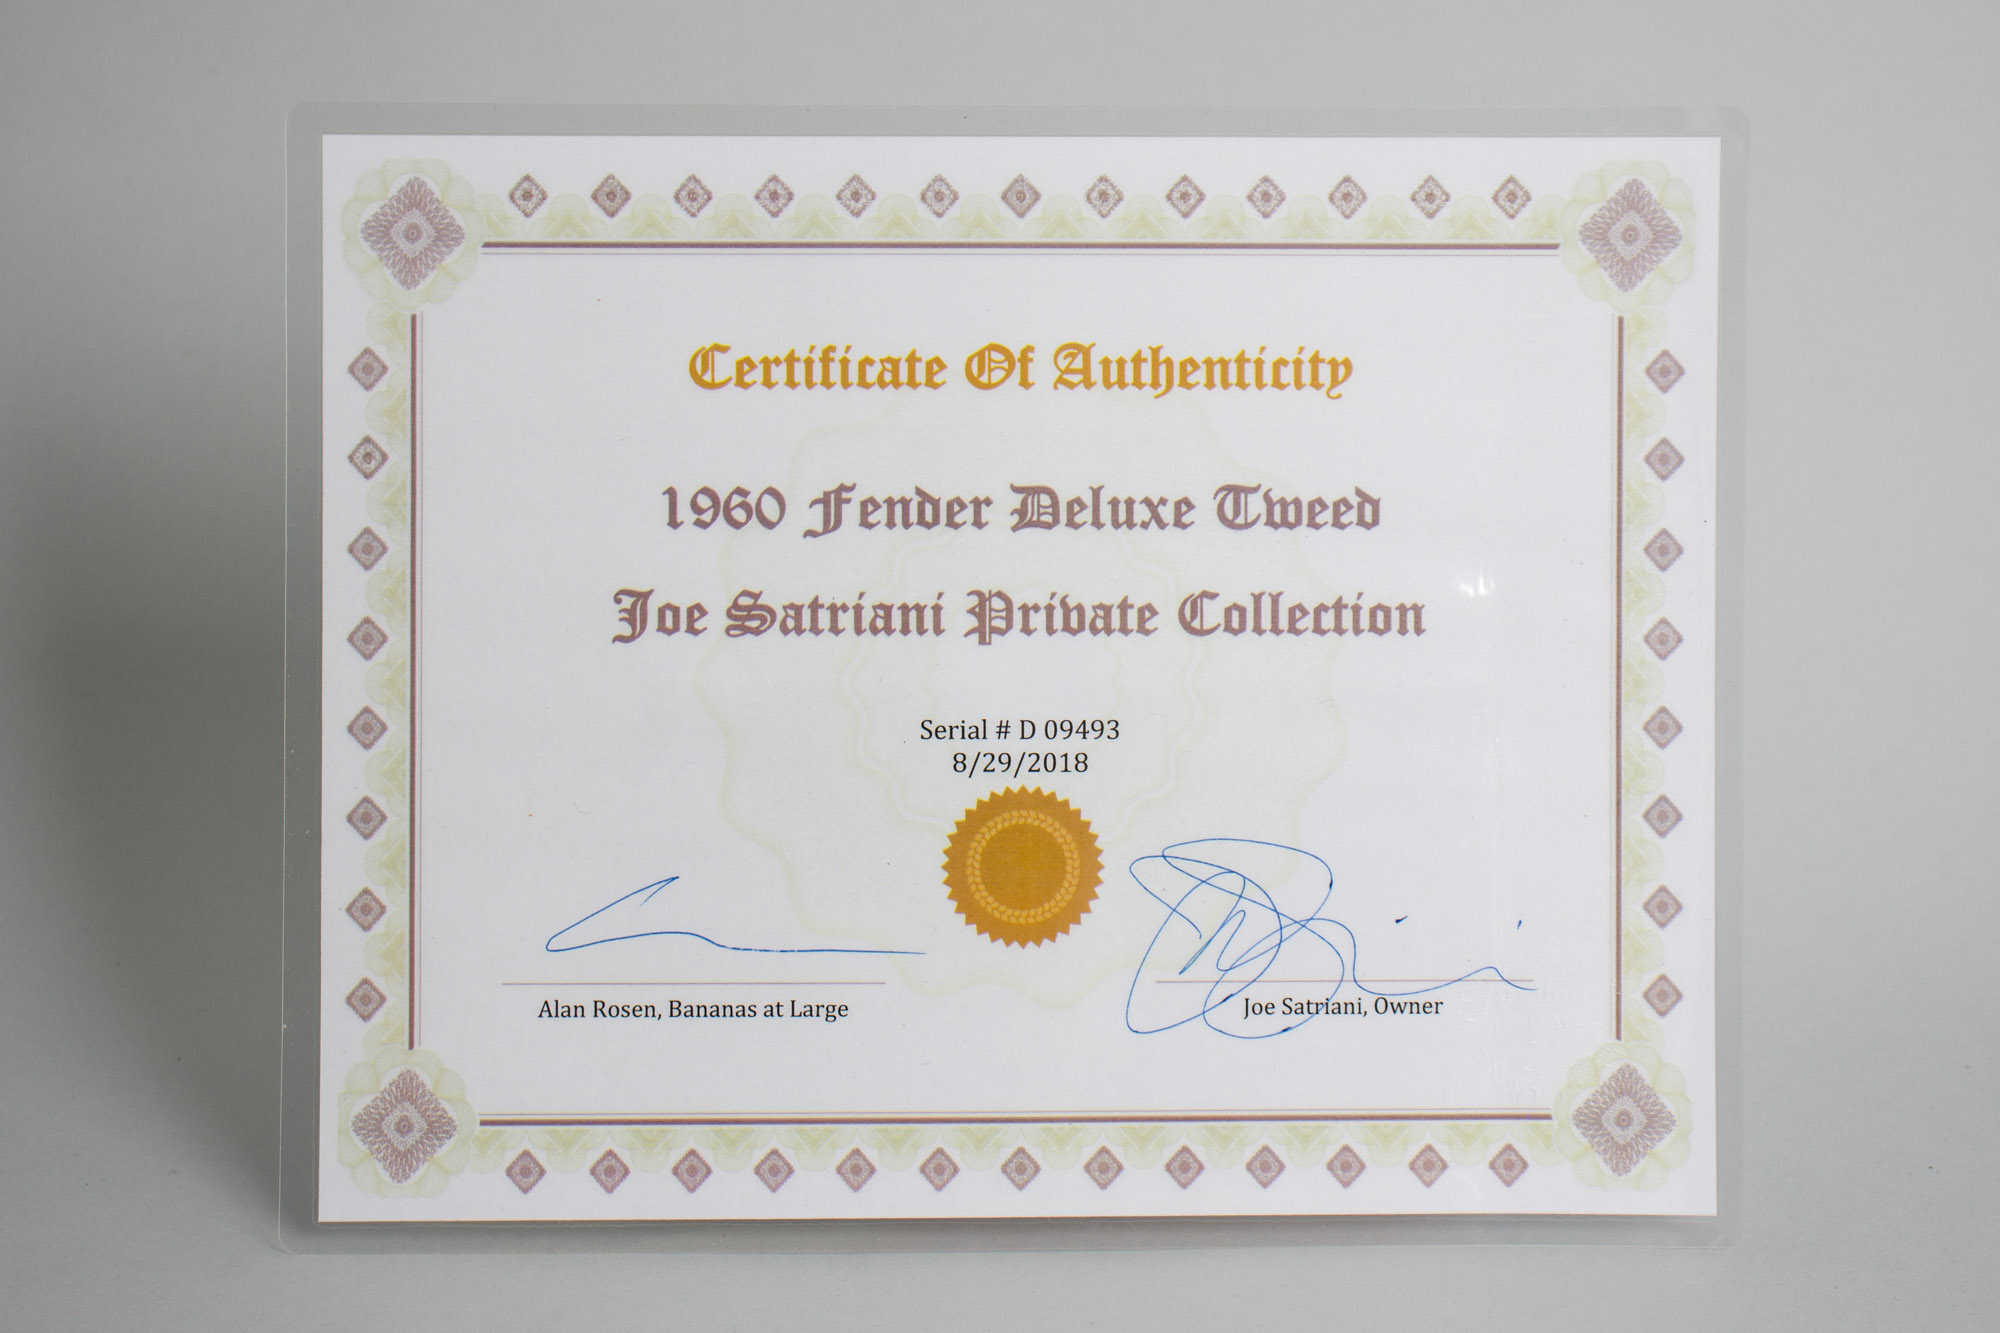 Certificate Of Authenticity
1960 Fender Deluxe Tweed
Joe Satriani Private Collection
Serial # D 09493
8/29/2018
Alan Rosen, Bananas at Large
Joe Satriani, Owner